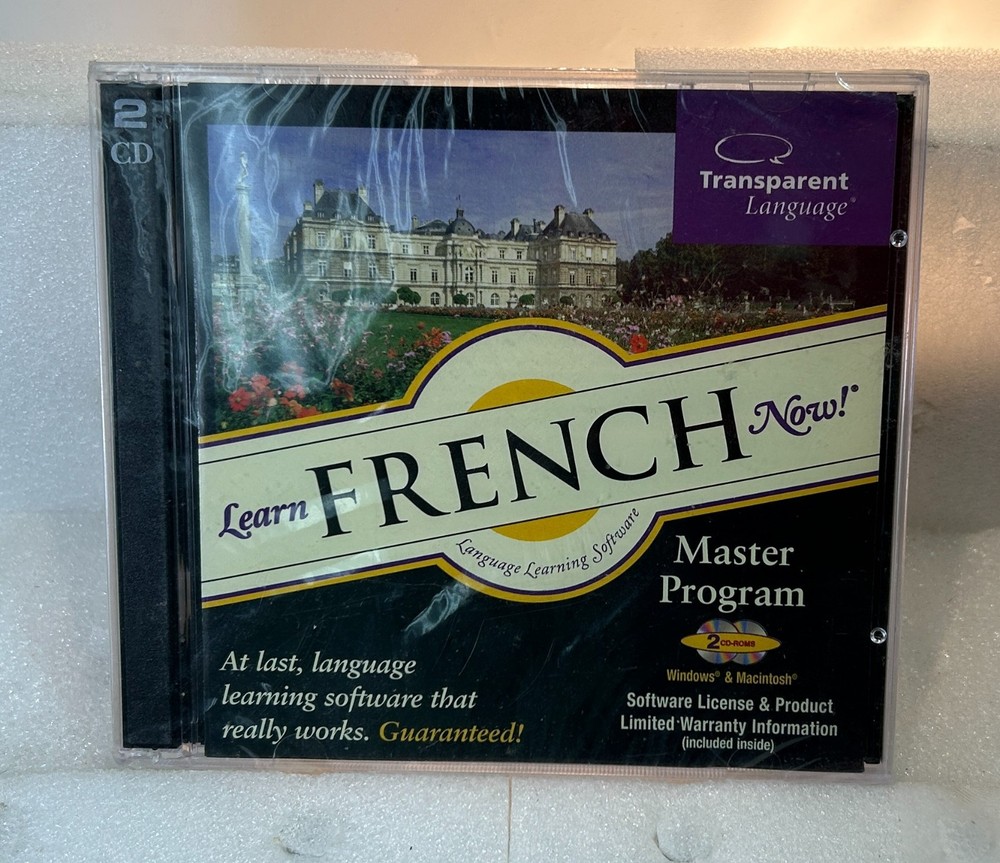 2
CD
Transparent
Language®
Learn FRENCH Now!®
Language Learning Software
Master
Program
2 CD-ROMS
Windows® & Macintosh®
Software License & Product
Limited Warranty Information
(included inside)
At last, language
learning software that
really works. Guaranteed!